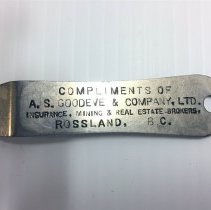 COMPLIMENTS OF
A. S. GOODEVE & COMPANY, LTD.
INSURANCE, MINING & REAL ESTATE BROKERS,
ROSSLAND, B.C.